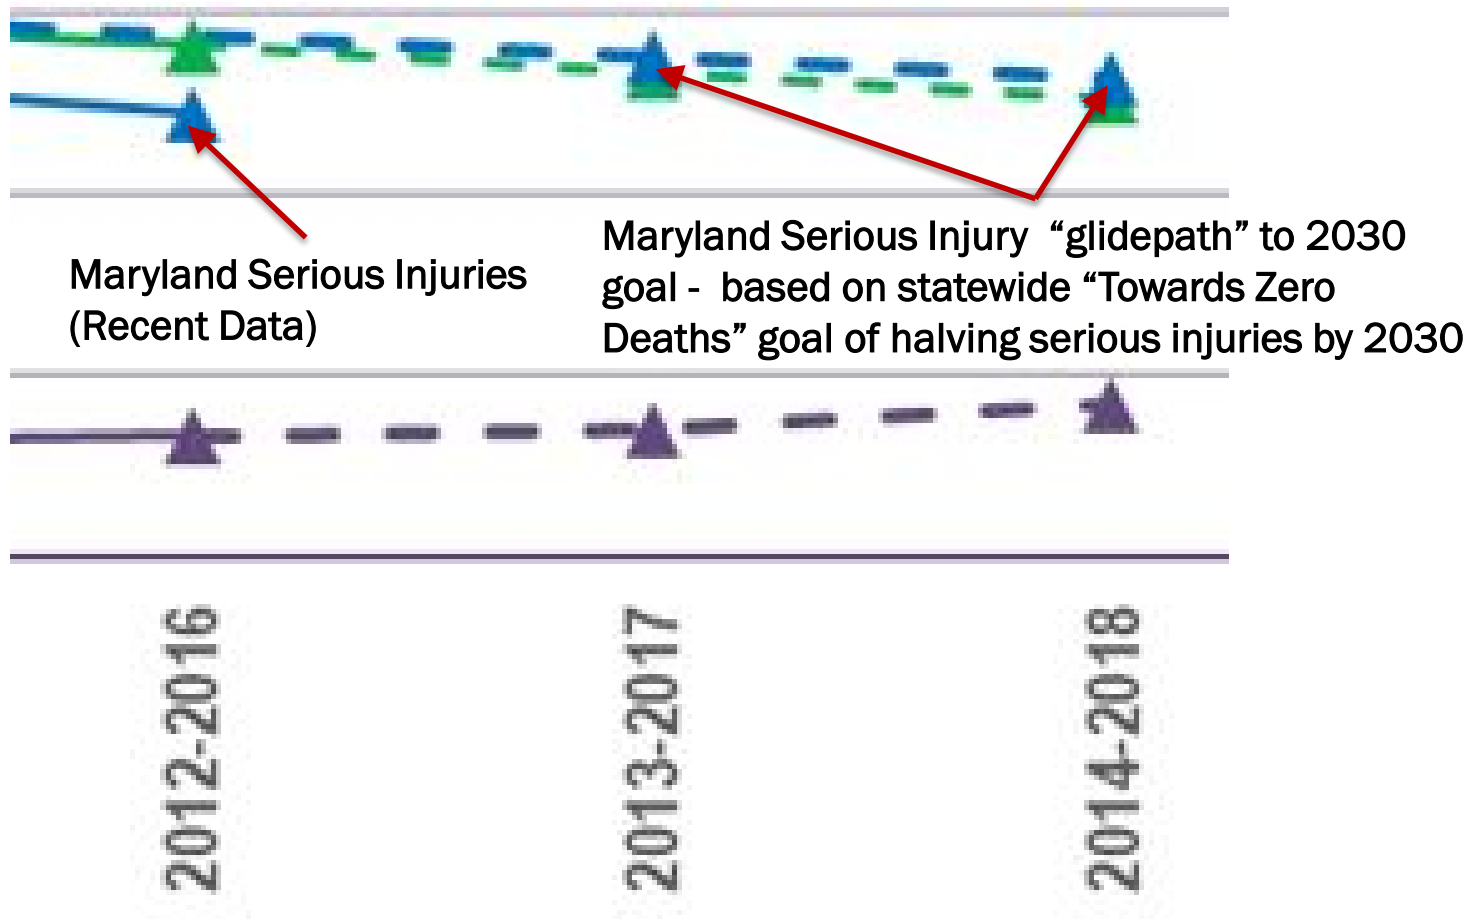 Maryland Serious Injuries
(Recent Data)
Maryland Serious Injury “glidepath” to 2030
goal - based on statewide “Towards Zero
Deaths” goal of halving serious injuries by 2030
2012-2016
2013-2017
2014-2018